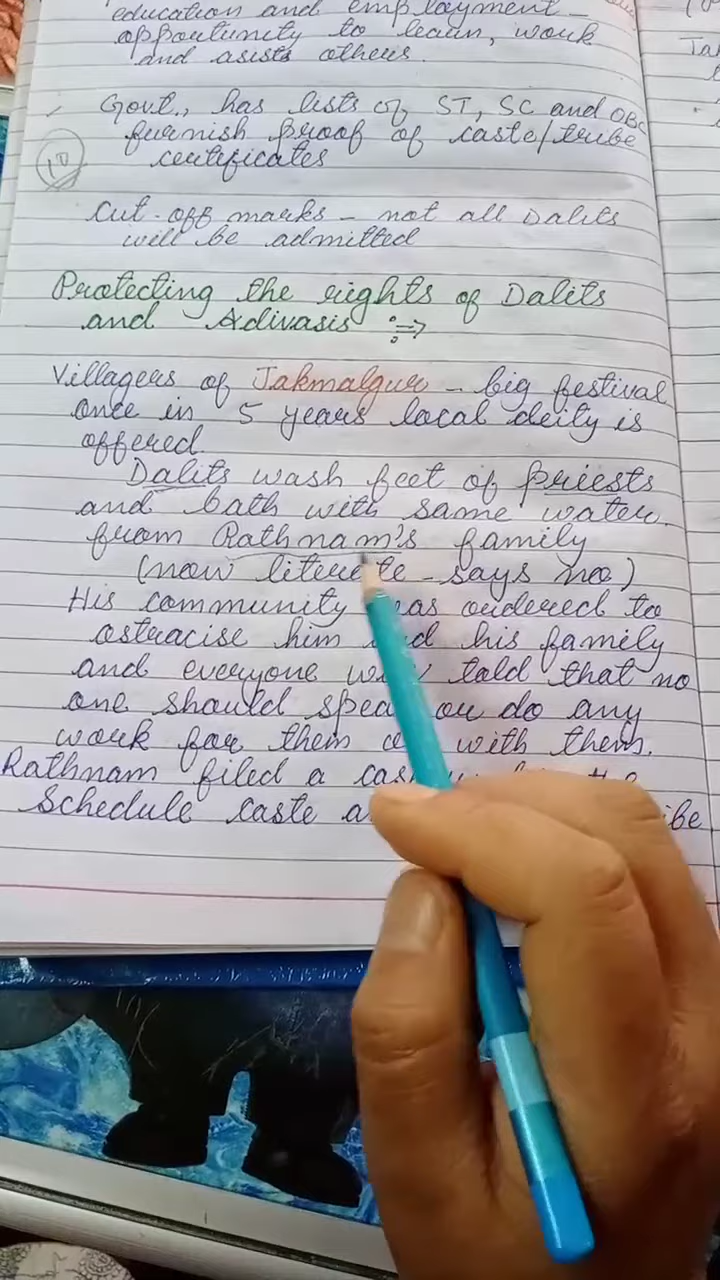 education and employment -
opportunity to learn, work
and asists others.
Govt., has lists of ST, SC and OBC
furnish proof of caste/tribe
certificates
10
Cut-off marks - not all Dalits
will be admitted
Protecting the rights of Dalits
and Adivasis :⇒
Villagers of Jakmalgur - big festival
once in 5 years local deity is
offered.
Dalits wash feet of priests
and bath with same water.
from Rathnam's family
(now literate - says no)
His community was ordered to
ostracise him and his family
and everyone was told that no
one should speak or do any
work for them or with them.
Rathnam filed a case
Schedule caste